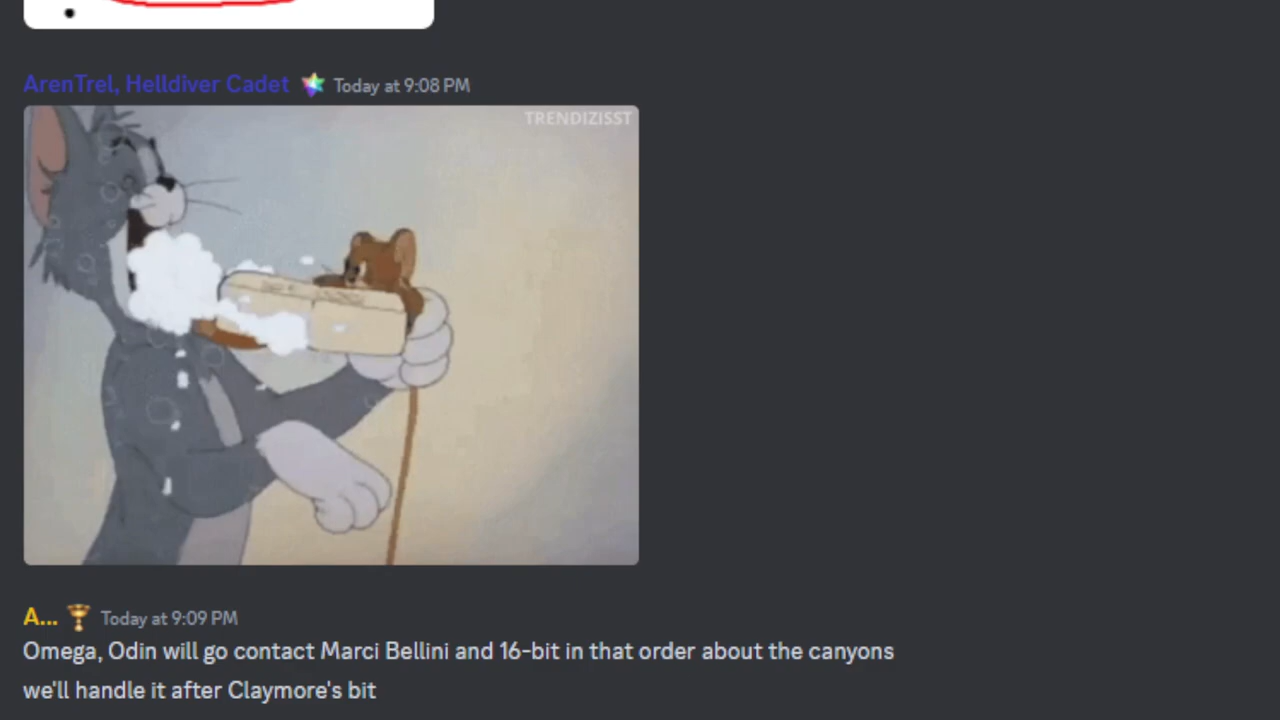 ArenTrel, Helldiver Cadet Today at 9:08 PM
TRENDIZISST
A... Today at 9:09 PM
Omega, Odin will go contact Marci Bellini and 16-bit in that order about the canyons
we'll handle it after Claymore's bit